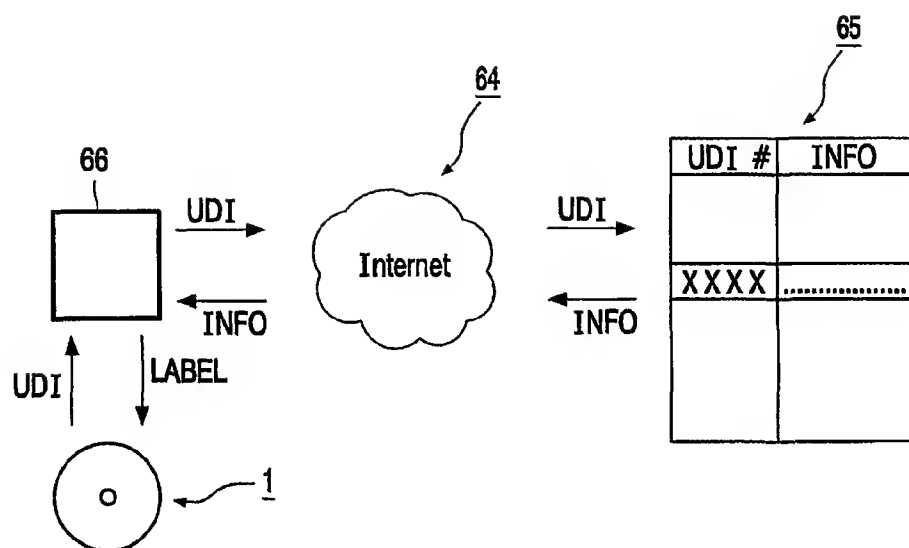 65
64
UDI # INFO
66
UDI
UDI
Internet
XXXX ................
INFO
INFO
UDI
LABEL
1